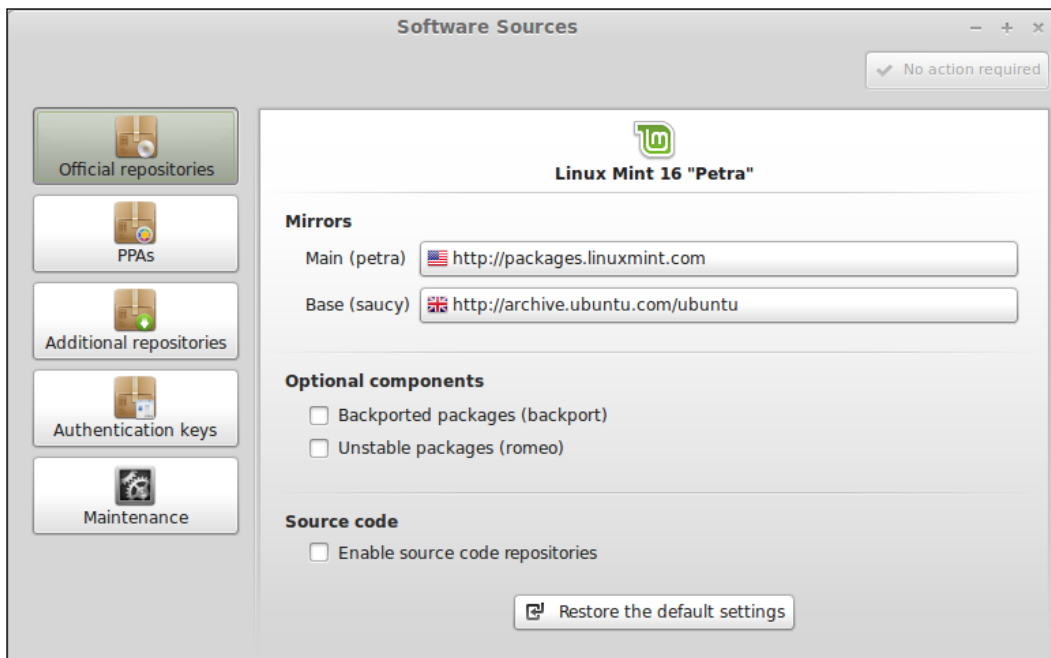 Software Sources
No action required
Official repositories
PPAs
Additional repositories
Authentication keys
Maintenance
Linux Mint 16 "Petra"
Mirrors
Main (petra) http://packages.linuxmint.com
Base (saucy) http://archive.ubuntu.com/ubuntu
Optional components
Backported packages (backport)
Unstable packages (romeo)
Source code
Enable source code repositories
Restore the default settings